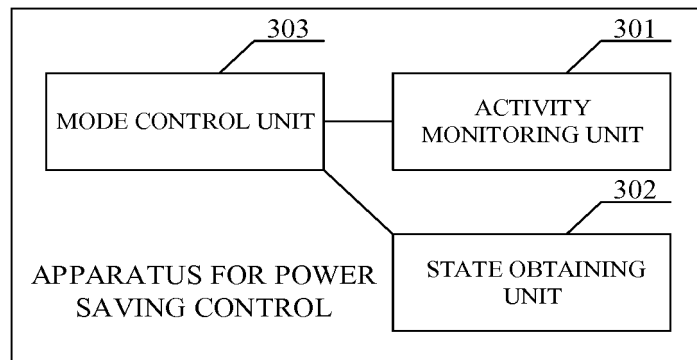 303
301
MODE CONTROL UNIT
ACTIVITY
MONITORING UNIT
302
STATE OBTAINING
UNIT
APPARATUS FOR POWER
SAVING CONTROL